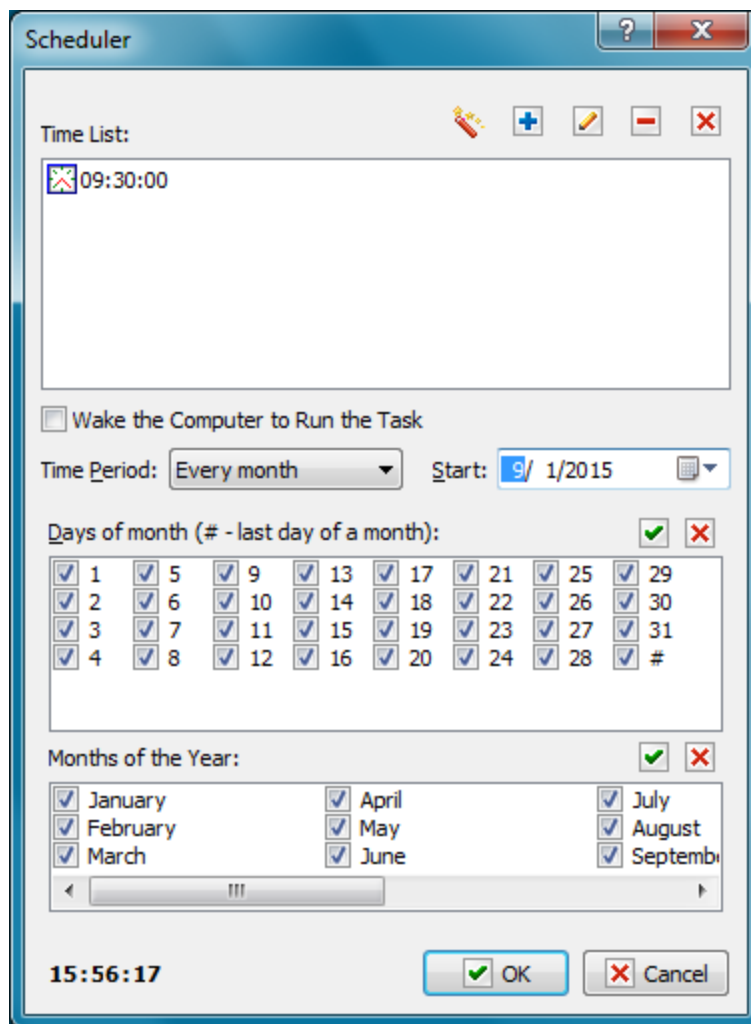 Scheduler
Time List:
09:30:00
Wake the Computer to Run the Task
Time Period: Every month Start: 9/ 1/2015
Days of month (# - last day of a month):
1 5 9 13 17 21 25 29
2 6 10 14 18 22 26 30
3 7 11 15 19 23 27 31
4 8 12 16 20 24 28 #
Months of the Year:
January April July
February May August
March June Septemb
15:56:17 OK Cancel